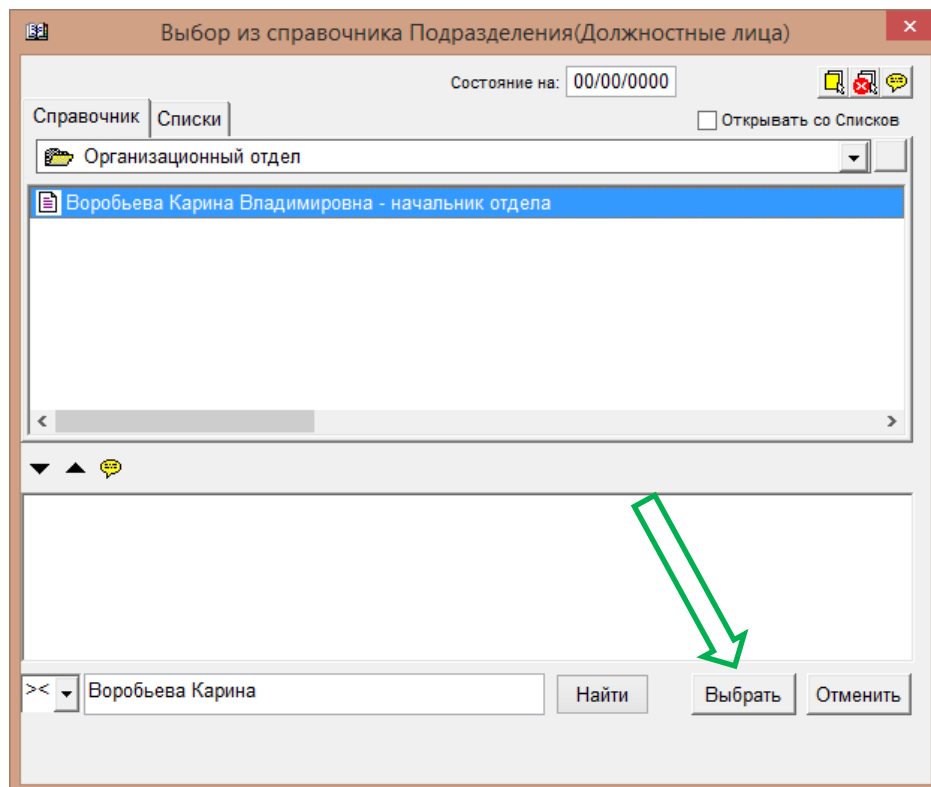 Выбор из справочника Подразделения(Должностные лица)
Состояние на: 00/00/0000
Справочник Списки
Открывать со Списков
Организационный отдел
Воробьева Карина Владимировна - начальник отдела
>< Воробьева Карина Найти Выбрать Отменить